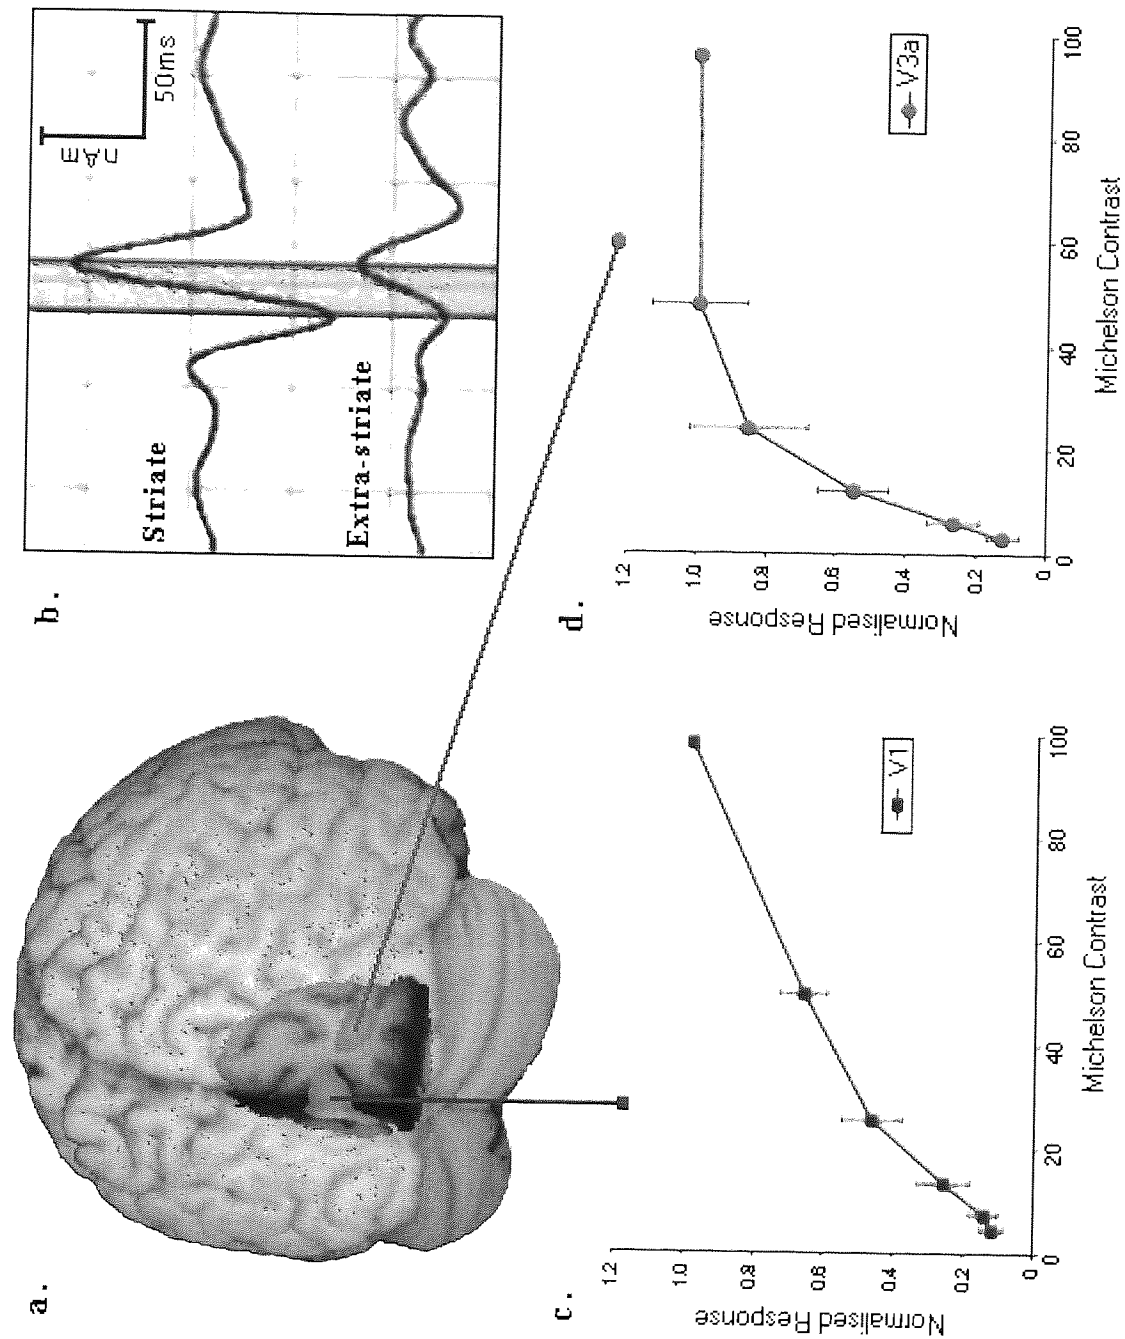 a.
b.
Striate
Extra-striate
nAm
50ms
c.
Normalised Response
1.2
1.0
0.8
0.6
0.4
0.2
0
0 20 40 60 80 100
Michelson Contrast
V1
d.
Normalised Response
1.2
1.0
0.8
0.6
0.4
0.2
0
0 20 40 60 80 100
Michelson Contrast
V3a